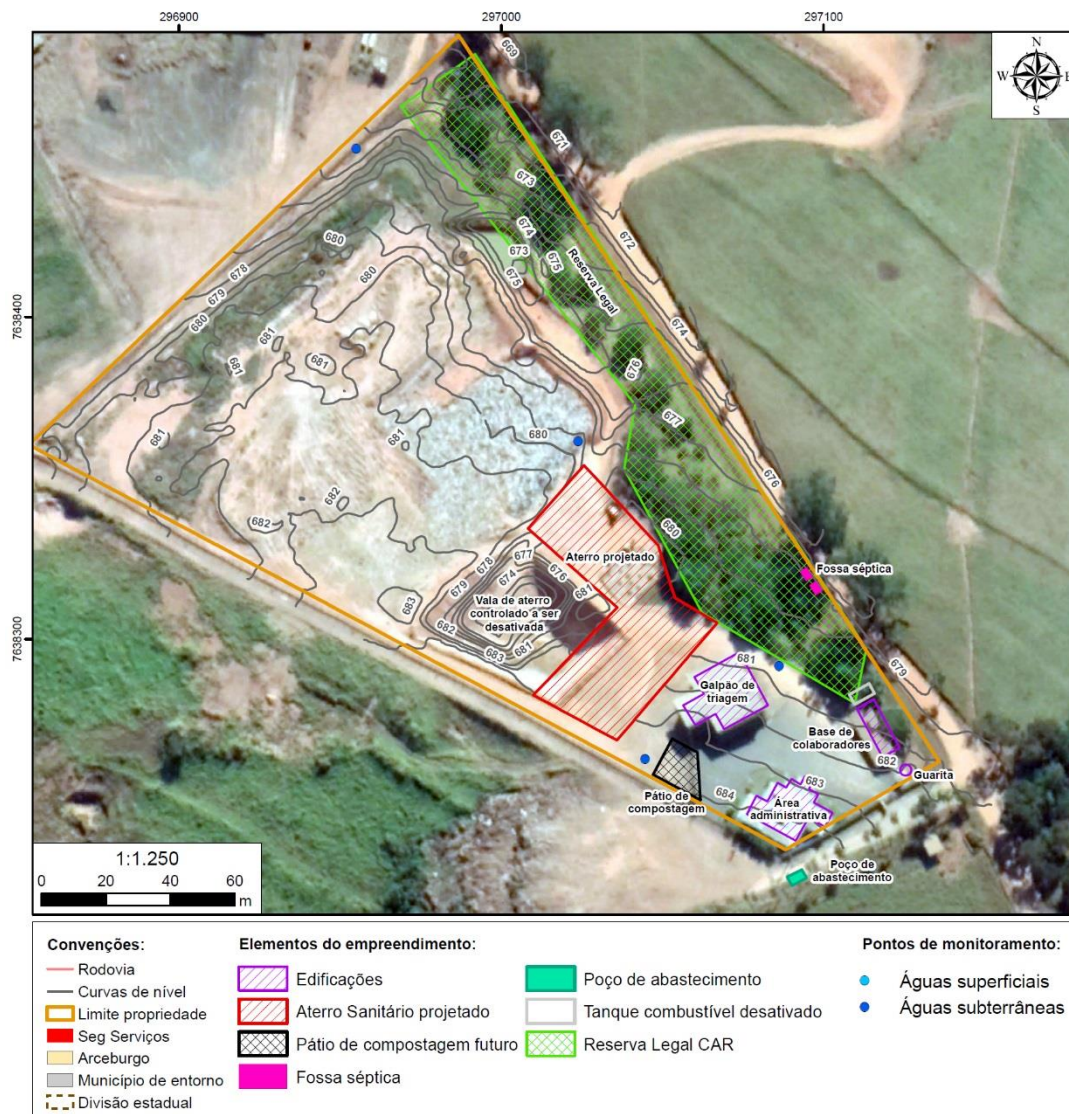 296900
297000
297100
N
W
E
S
669
671
673
674
673
675
675
672
Reserva Legal
674
680
678
679
680
680
681
681
681
7638400
676
677
681
681
680
676
682
682
680
Aterro projetado
Fossa séptica
678
677
679
674
676
681
Vala de aterro
controlado a ser
desativada
683
682
683
681
7638300
681
679
Galpão de
triagem
Base de
colaboradores
682
Guarita
683
684
Pátio de
compostagem
Área
administrativa
Poço de
abastecimento
1:1.250
0 20 40 60
m
Convenções:
Rodovia
Curvas de nível
Limite propriedade
Seg Serviços
Arceburgo
Município de entorno
Divisão estadual
Elementos do empreendimento:
Edificações
Aterro Sanitário projetado
Pátio de compostagem futuro
Fossa séptica
Poço de abastecimento
Tanque combustível desativado
Reserva Legal CAR
Pontos de monitoramento:
Águas superficiais
Águas subterrâneas